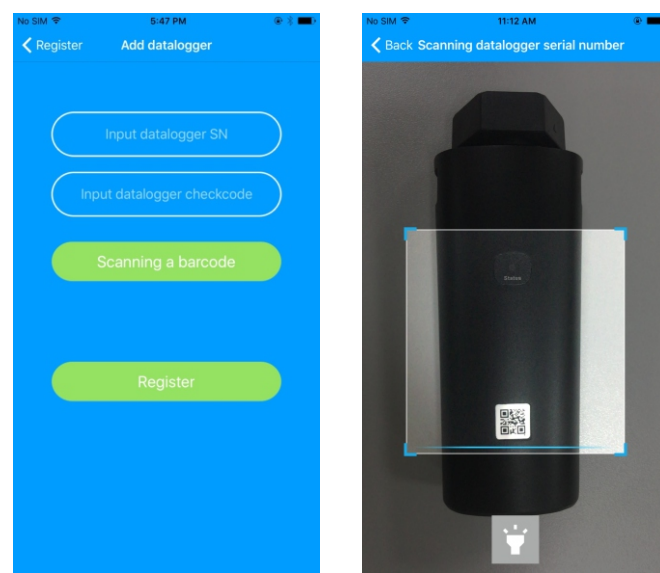 No SIM 5:47 PM
Register Add datalogger
Input datalogger SN
Input datalogger checkcode
Scanning a barcode
Register
No SIM 11:12 AM
Back Scanning datalogger serial number
Status